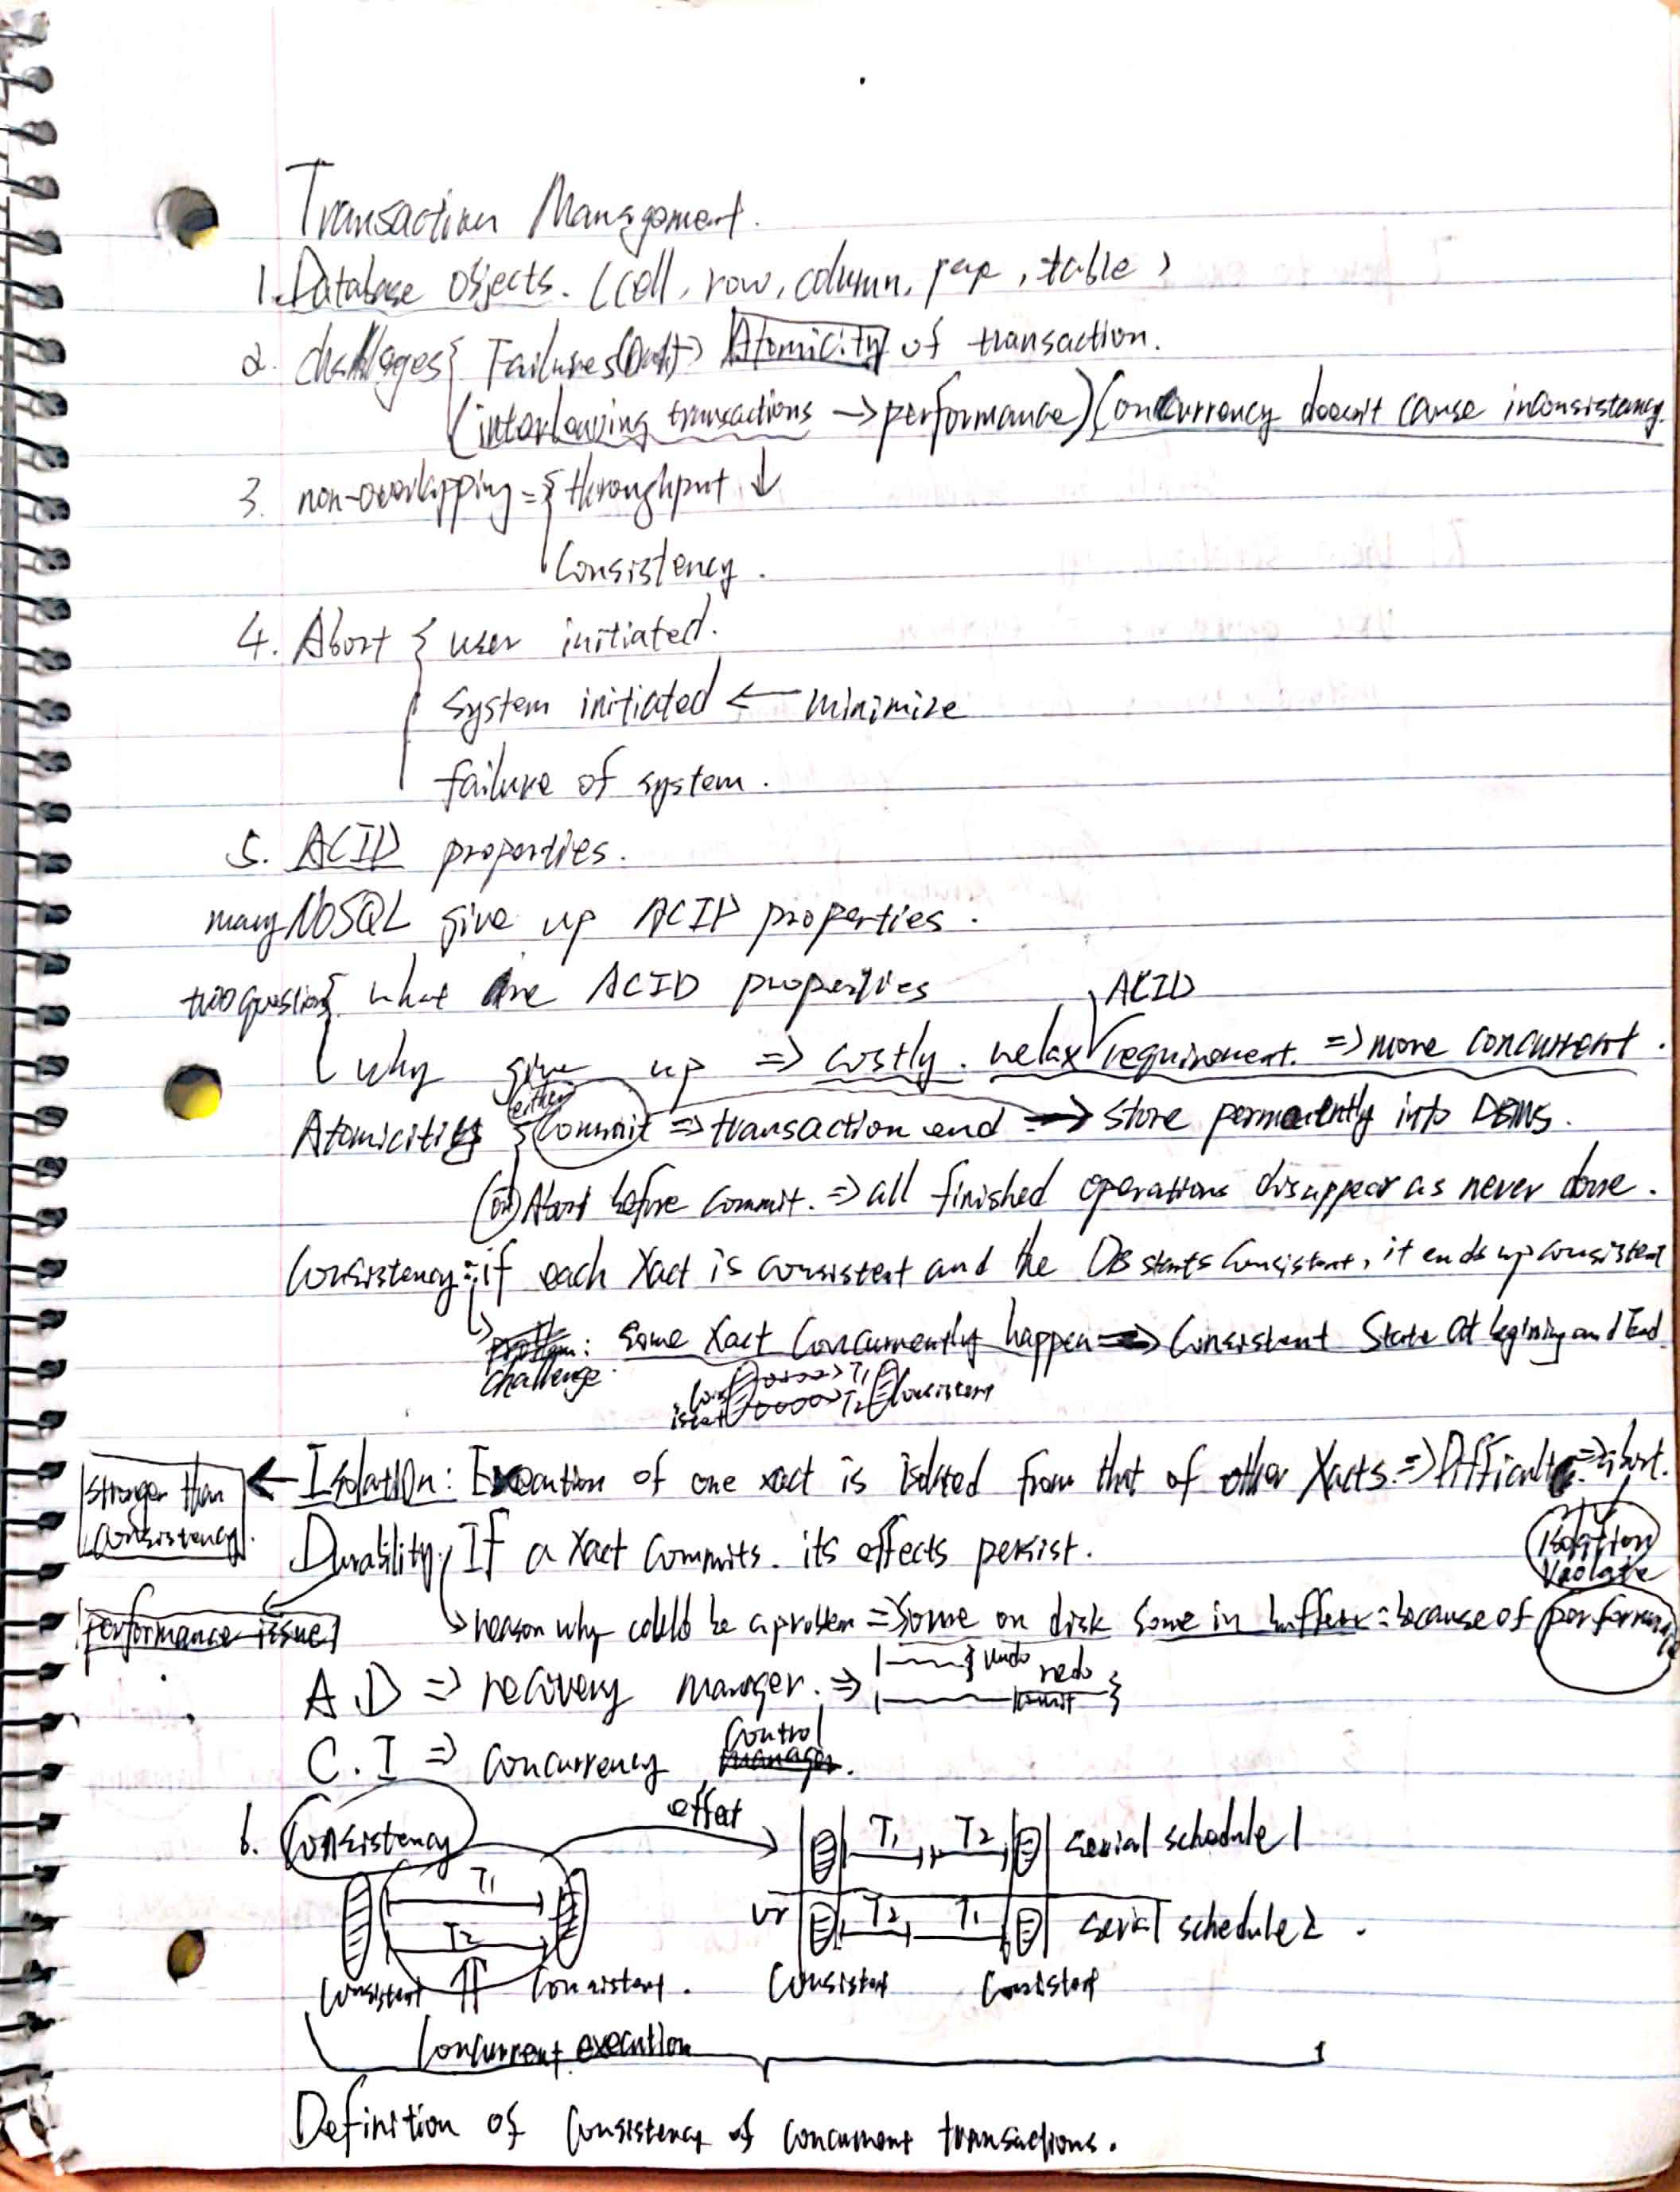 Transaction Management.
1. Database objects. (cell, row, column, page, table)
2. challenges { Failures ⇒ Atomicity of transaction.
(interleaving transactions → performance) Concurrency doesn't cause inconsistency.
3. non-overlapping = { throughput ↓
Consistency.
4. Abort { user initiated.
System initiated ← minimize
failure of system.
5. ACID properties.
many NoSQL give up ACID properties.
two questions { what are ACID properties
ACID
why give up ⇒ costly. relax requirement. ⇒ more concurrent.
either
Atomicities { Commit ⇒ transaction end ⇒ store permanently into DBMS.
(or) Abort before commit. ⇒ all finished operations disappear as never done.
Consistency: if each Xact is consistent and the DB starts Consistent, it ends up consistent
↳ some Xact Concurrently happen ⇒ Consistent State at begining and End.
challenge.
Consistent T1 T2 Consistent
stronger than consistency. ← Isolation: Execution of one xact is isolated from that of other Xacts. ⇒ Difficult ⇒ abort.
Isolation Violate
Durability: If a Xact commits. its effects persist.
performance issue
↳ reason why could be a problem ⇒ some on disk some in buffer: because of performance
A.D ⇒ recovery manager. ⇒ undo redo
commit
C.I ⇒ concurrency control
manager.
6. Consistency effect T1 T2 serial schedule 1
T1
T2 or T2 T1 serial schedule 2.
Consistent Consistent. Consistent Consistent
Concurrent execution
Definition of Consistency of concurrent transactions.